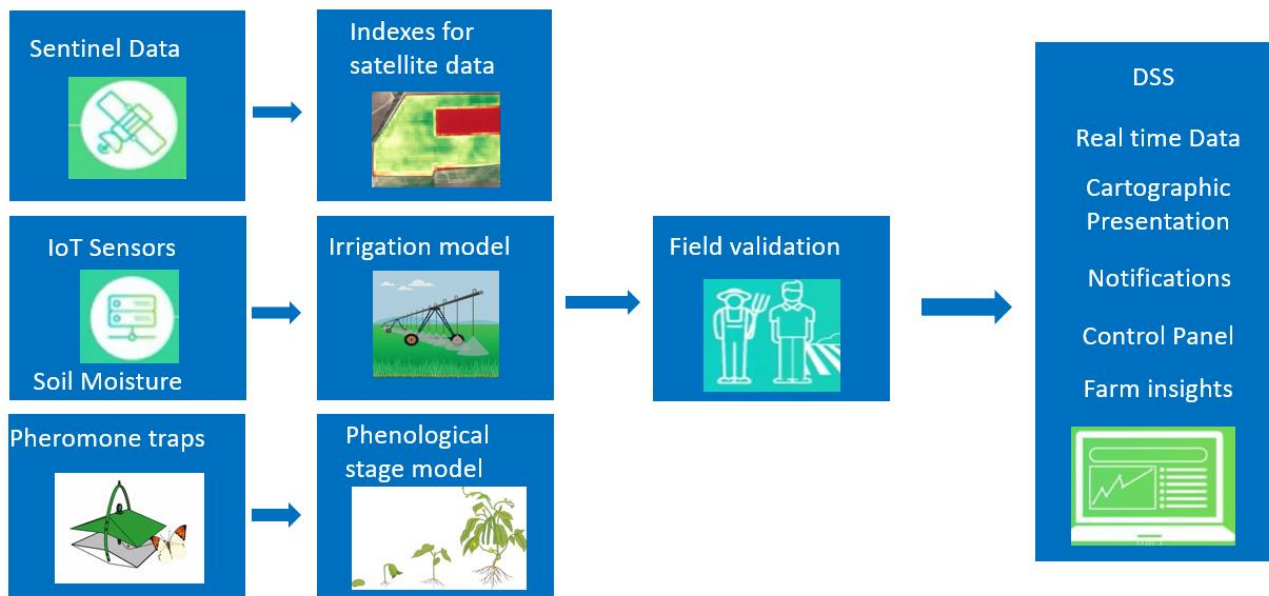 Sentinel Data
Indexes for
satellite data
IoT Sensors
Soil Moisture
Irrigation model
Field validation
Pheromone traps
Phenological
stage model
DSS
Real time Data
Cartographic
Presentation
Notifications
Control Panel
Farm insights